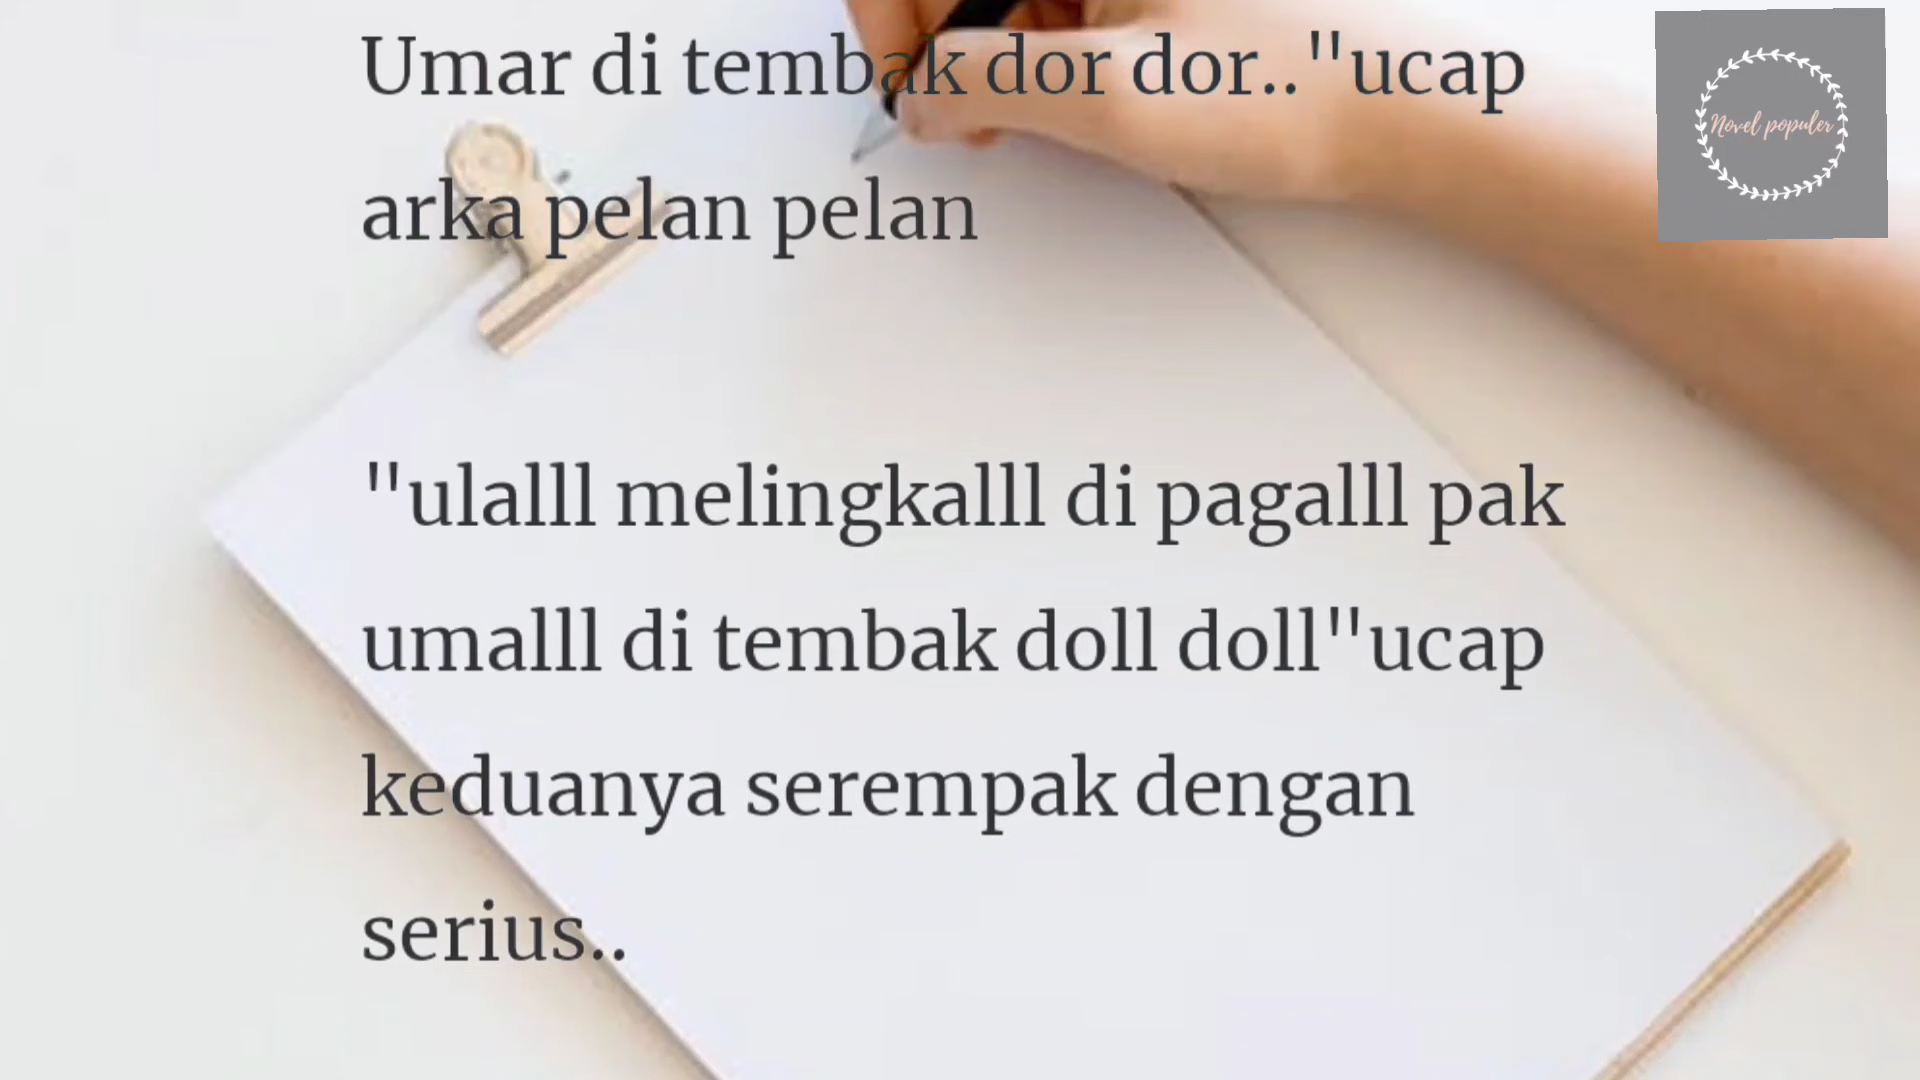 Umar di tembak dor dor.."ucap
arka pelan pelan
"ulalll melingkalll di pagalll pak
umalll di tembak doll doll"ucap
keduanya serempak dengan
serius..
Novel populer